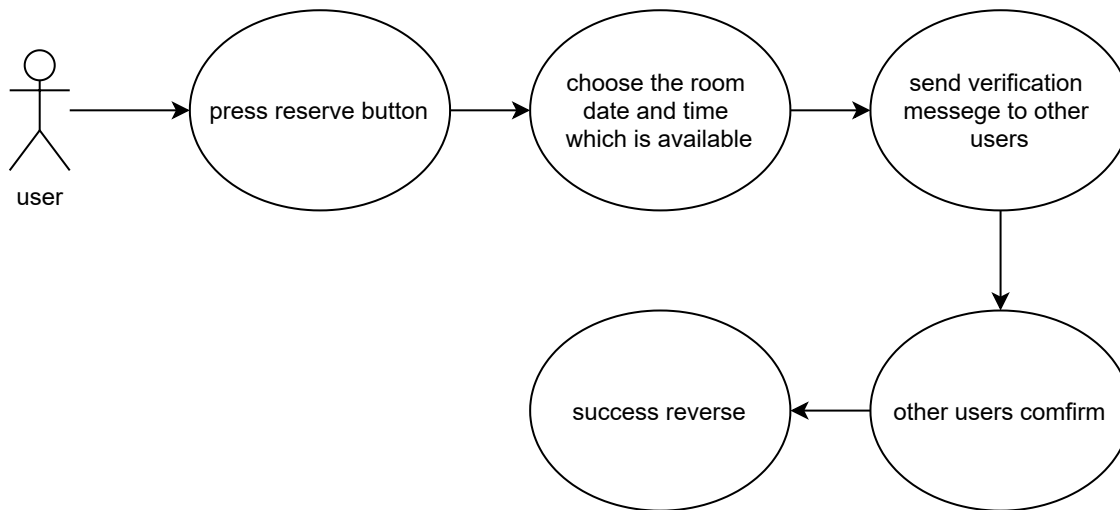 user
press reserve button
choose the room
date and time
which is available
send verification
messege to other
users
other users comfirm
success reverse